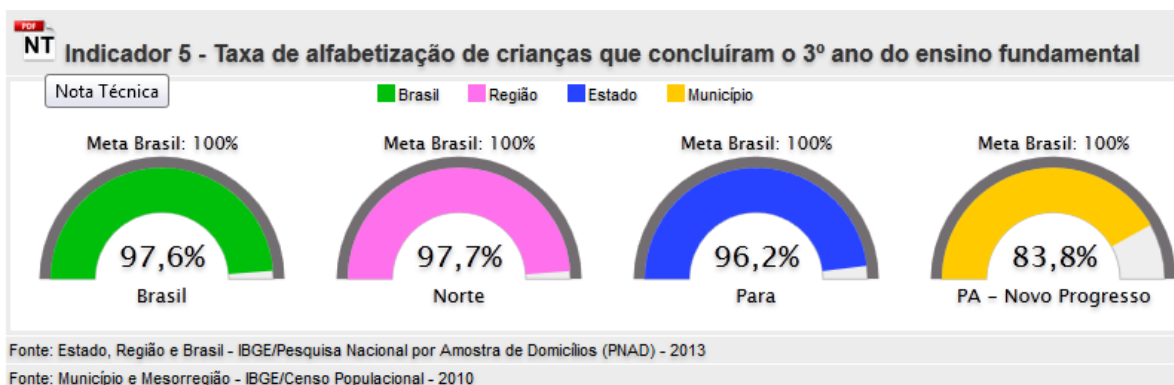 PDF
NT Indicador 5 - Taxa de alfabetização de crianças que concluíram o 3º ano do ensino fundamental
Nota Técnica
Brasil Região Estado Município
Meta Brasil: 100% Meta Brasil: 100% Meta Brasil: 100% Meta Brasil: 100%
97,6% 97,7% 96,2% 83,8%
Brasil Norte Para PA - Novo Progresso
Fonte: Estado, Região e Brasil - IBGE/Pesquisa Nacional por Amostra de Domicílios (PNAD) - 2013
Fonte: Município e Mesorregião - IBGE/Censo Populacional - 2010